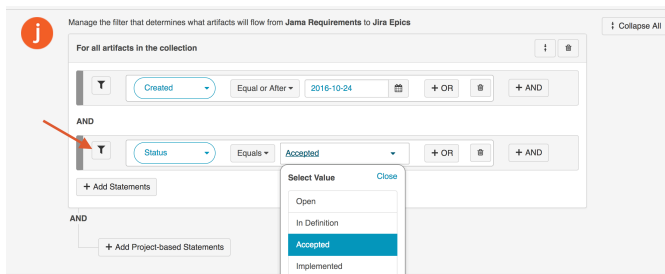 j
Manage the filter that determines what artifacts will flow from Jama Requirements to Jira Epics
Collapse All
For all artifacts in the collection
Created Equal or After 2016-10-24 + OR + AND
AND
Status Equals Accepted + OR + AND
Select Value Close
+ Add Statements
Open
AND
In Definition
+ Add Project-based Statements
Accepted
Implemented